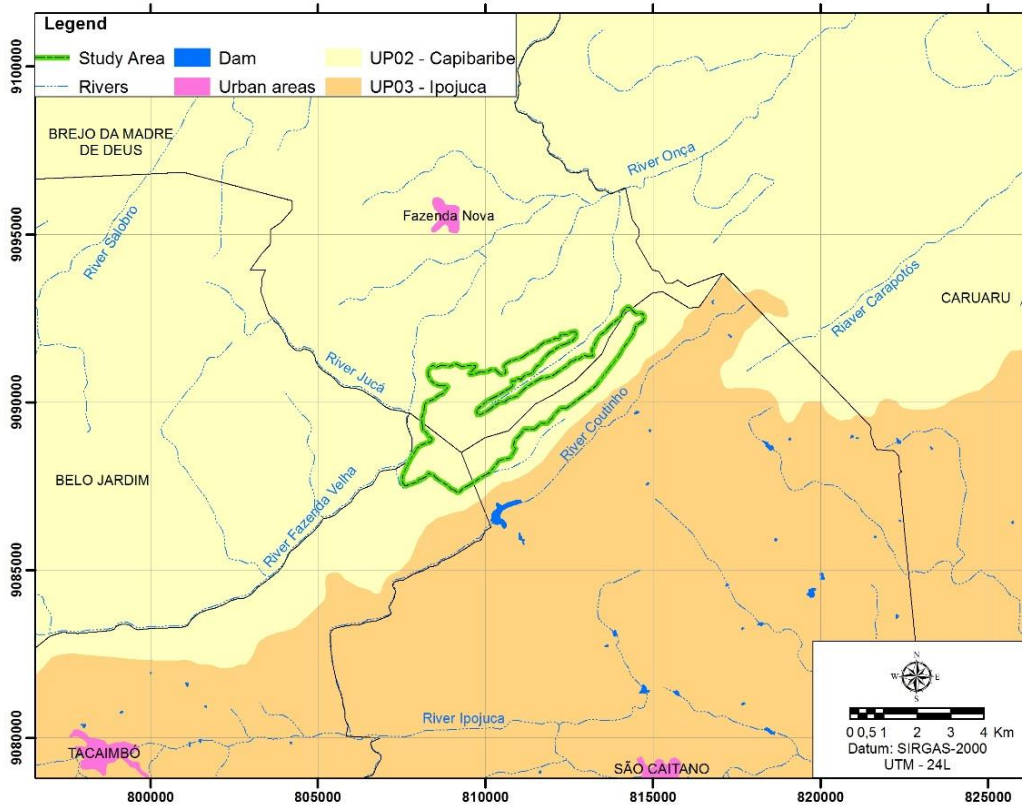 Legend
Study Area
Dam
UP02 - Capibaribe
Rivers
Urban areas
UP03 - Ipojuca
9100000
9095000
9090000
9085000
9080000
BREJO DA MADRE
DE DEUS
River Onça
Fazenda Nova
River Salobro
Riaver Carapotós
CARUARU
River Jucá
River Coutinho
BELO JARDIM
River Fazenda Velha
River Ipojuca
TACAIMBÓ
SÃO CAITANO
N
W E
S
0 0,5 1 2 3 4 Km
Datum: SIRGAS-2000
UTM - 24L
800000
805000
810000
815000
820000
825000